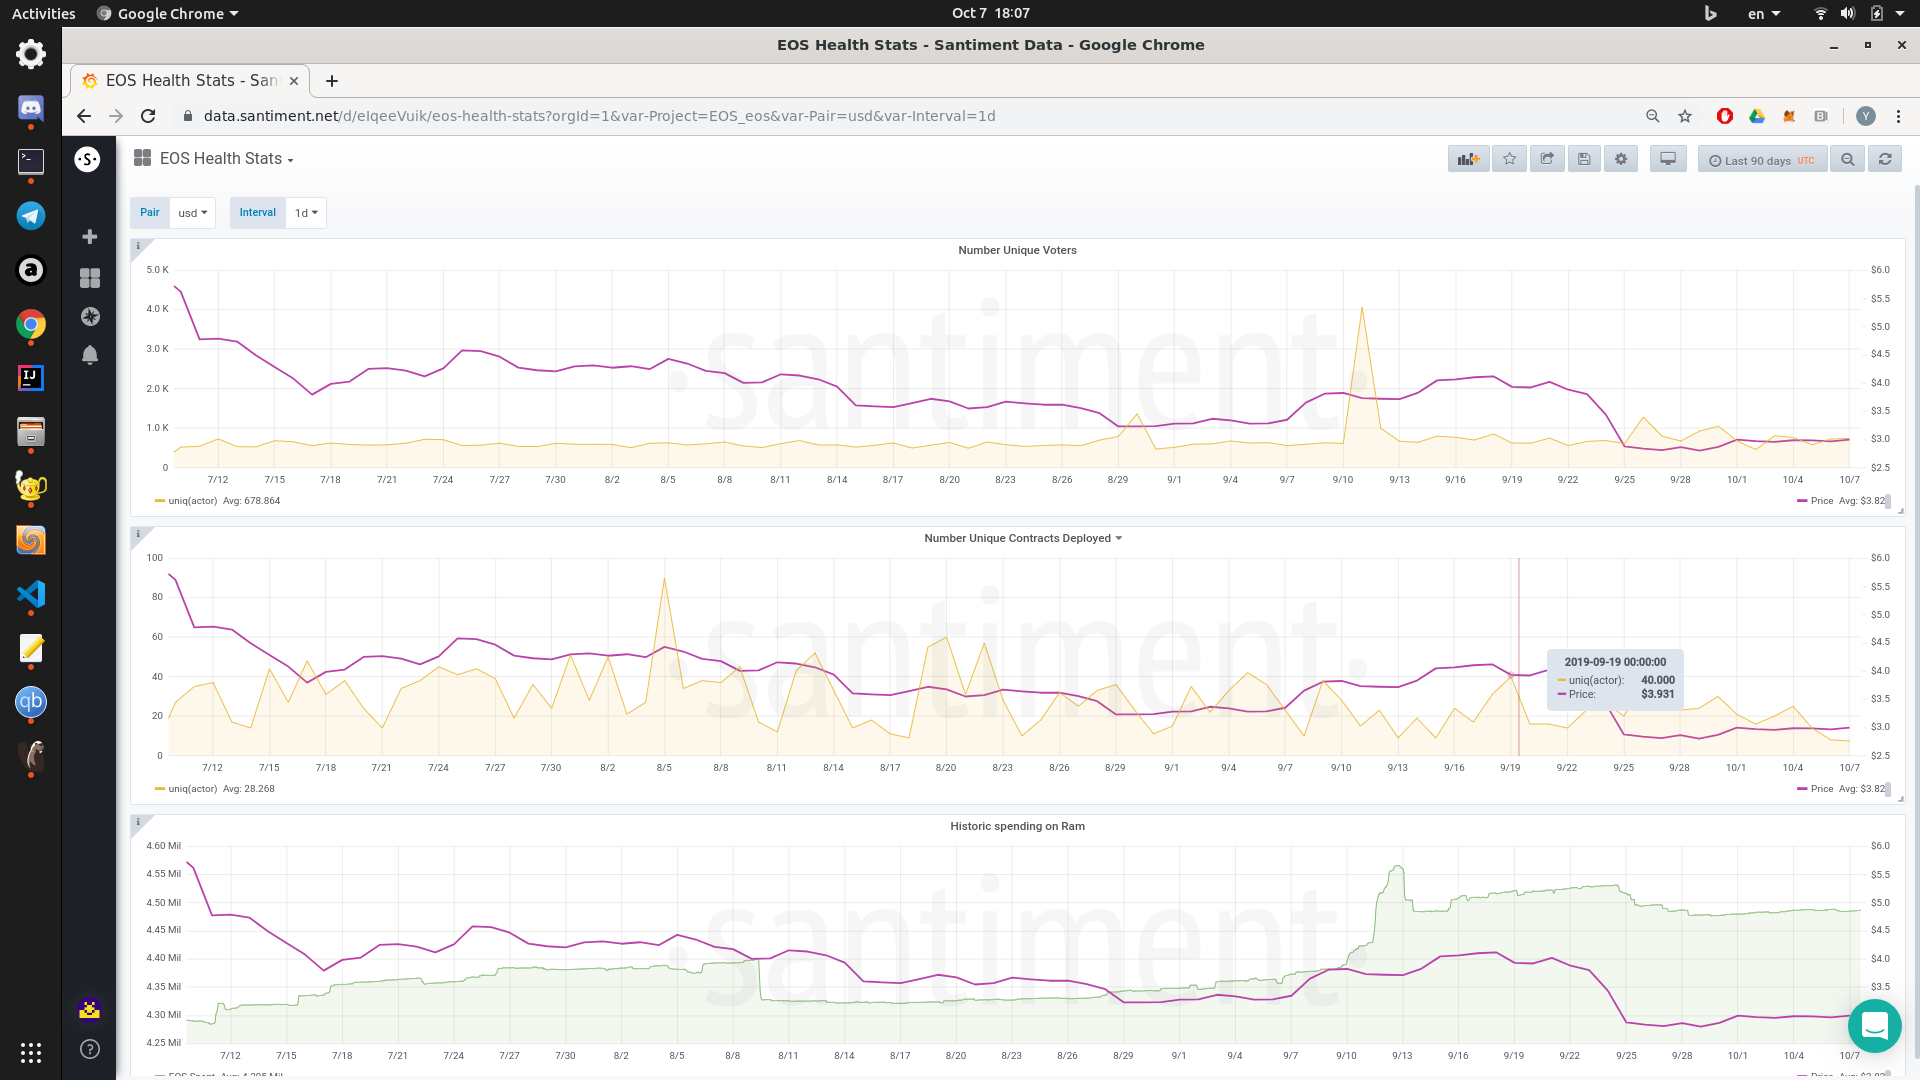 Activities Google Chrome Oct 7 18:07 en
EOS Health Stats - Santiment Data - Google Chrome
EOS Health Stats - San
data.santiment.net/d/eIqeeVuik/eos-health-stats?orgId=1&var-Project=EOS_eos&var-Pair=usd&var-Interval=1d Y
EOS Health Stats Last 90 days UTC
Pair usd Interval 1d
Number Unique Voters
santiment
5.0 K $6.0
$5.5
4.0 K
$5.0
3.0 K $4.5
2.0 K $4.0
$3.5
1.0 K
$3.0
0 $2.5
7/12 7/15 7/18 7/21 7/24 7/27 7/30 8/2 8/5 8/8 8/11 8/14 8/17 8/20 8/23 8/26 8/29 9/1 9/4 9/7 9/10 9/13 9/16 9/19 9/22 9/25 9/28 10/1 10/4 10/7
uniq(actor) Avg: 678.864 Price Avg: $3.82
Number Unique Contracts Deployed
santiment
100 $6.0
$5.5
80
$5.0
60 $4.5
40 $4.0
$3.5
20
$3.0
0 $2.5
2019-09-19 00:00:00
uniq(actor): 40.000
Price: $3.931
7/12 7/15 7/18 7/21 7/24 7/27 7/30 8/2 8/5 8/8 8/11 8/14 8/17 8/20 8/23 8/26 8/29 9/1 9/4 9/7 9/10 9/13 9/16 9/19 9/22 9/25 9/28 10/1 10/4 10/7
uniq(actor) Avg: 28.268 Price Avg: $3.82
Historic spending on Ram
santiment
4.60 Mil $6.0
4.55 Mil $5.5
4.50 Mil $5.0
4.45 Mil $4.5
4.40 Mil $4.0
4.35 Mil $3.5
4.30 Mil
4.25 Mil
7/12 7/15 7/18 7/21 7/24 7/27 7/30 8/2 8/5 8/8 8/11 8/14 8/17 8/20 8/23 8/26 8/29 9/1 9/4 9/7 9/10 9/13 9/16 9/19 9/22 9/25 9/28 10/1 10/4 10/7